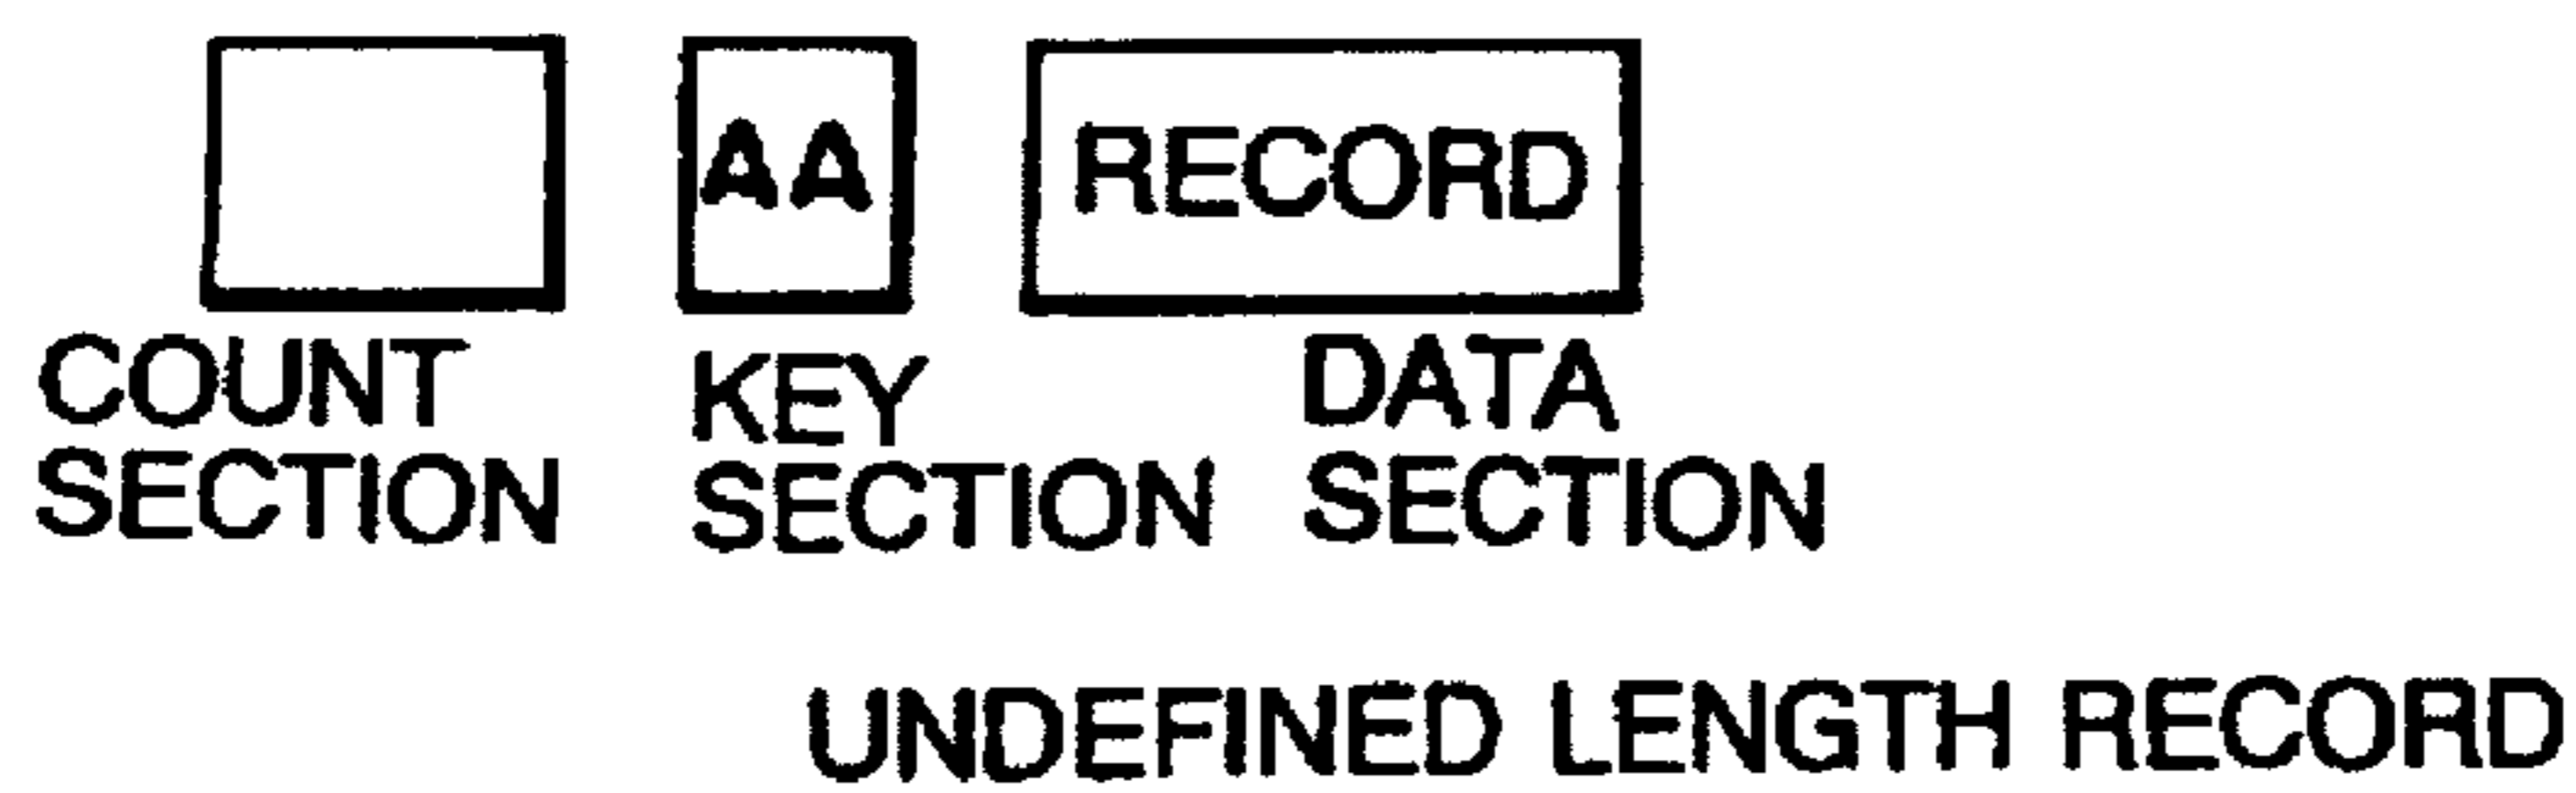 AA RECORD
COUNT KEY DATA
SECTION SECTION SECTION
UNDEFINED LENGTH RECORD